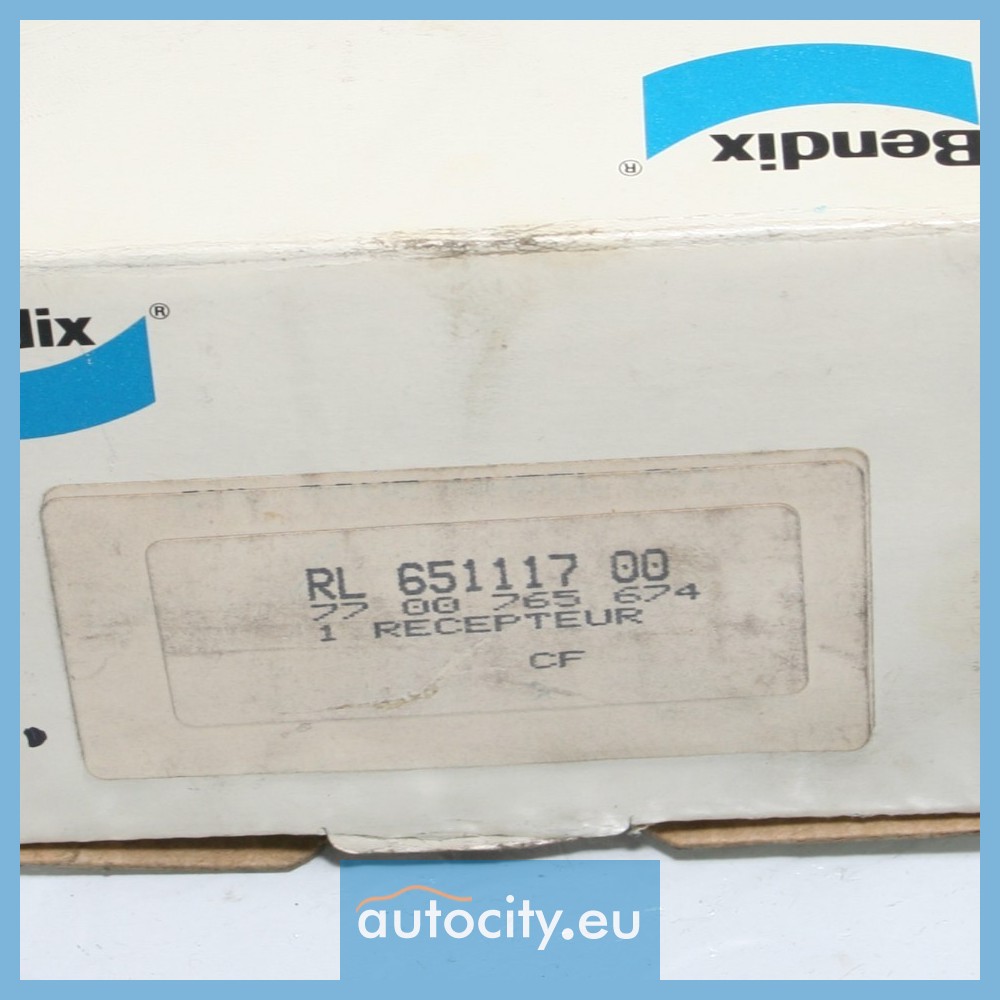 Bendix
®
dix ®
RL 651117 00
77 00 765 674
1 RECEPTEUR
CF
autocity.eu